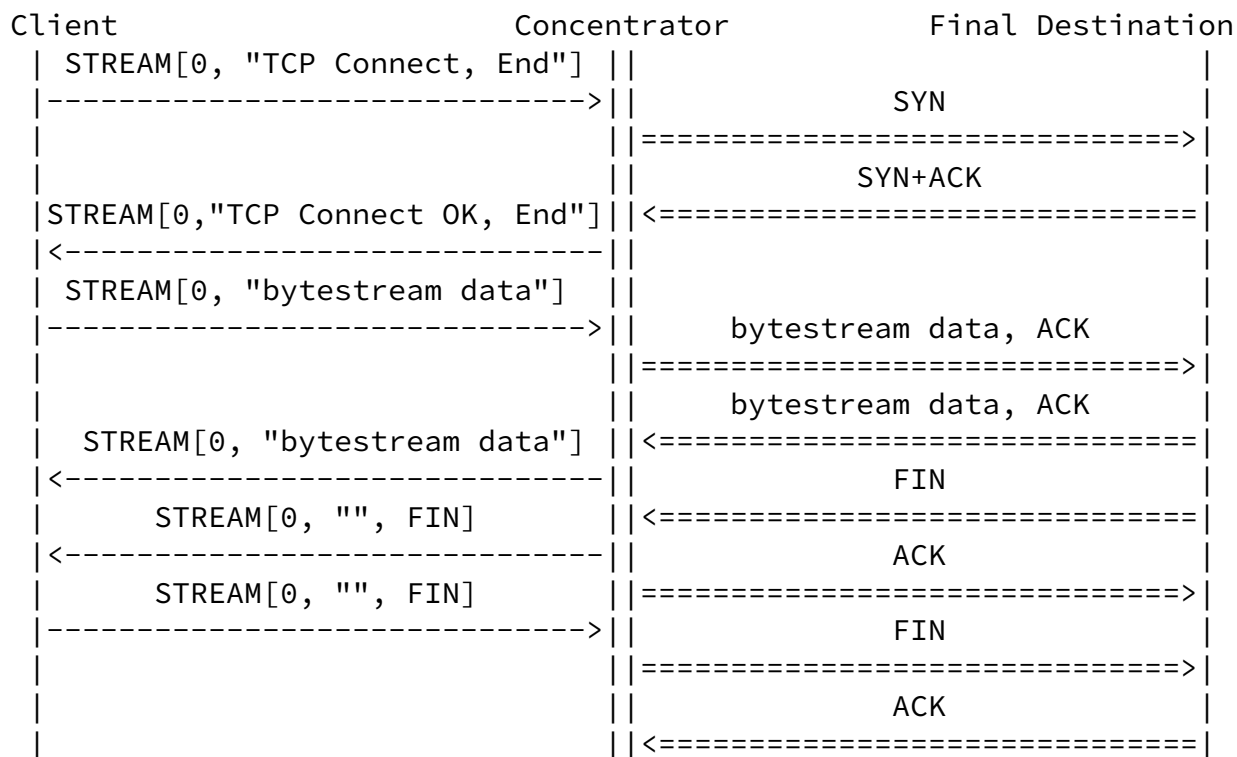 Client Concentrator Final Destination
STREAM[0, "TCP Connect, End"]
SYN
SYN+ACK
STREAM[0,"TCP Connect OK, End"]
STREAM[0, "bytestream data"]
bytestream data, ACK
bytestream data, ACK
STREAM[0, "bytestream data"]
FIN
STREAM[0, "", FIN]
ACK
STREAM[0, "", FIN]
FIN
ACK